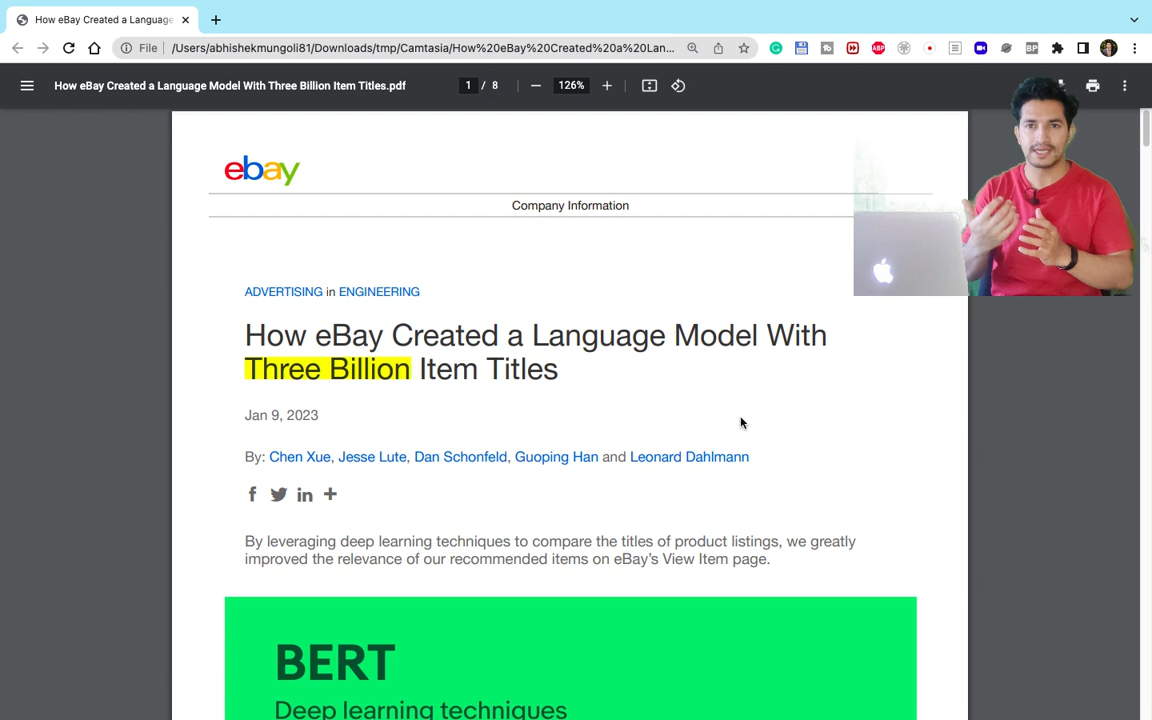 How eBay Created a Language
File
/Users/abhishekmungoli81/Downloads/tmp/Camtasia/How%20eBay%20Created%20a%20Lan...
ABP
BP
How eBay Created a Language Model With Three Billion Item Titles.pdf
1 / 8
126%
ebay
Company Information
ADVERTISING in ENGINEERING
How eBay Created a Language Model With
Three Billion Item Titles
Jan 9, 2023
By: Chen Xue, Jesse Lute, Dan Schonfeld, Guoping Han and Leonard Dahlmann
By leveraging deep learning techniques to compare the titles of product listings, we greatly
improved the relevance of our recommended items on eBay's View Item page.
BERT
Deep learning techniques